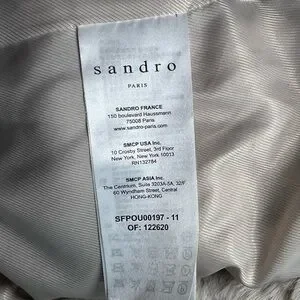 sandro
PARIS
SANDRO FRANCE
150 boulevard Haussmann
75008 Paris
www.sandro-paris.com
SMCP USA Inc.
10 Crosby Street, 3rd Floor
New York, New York 10013
RN132784
SMCP ASIA Inc.
The Centrium, Suite 3203A-5A, 32/F
60 Wyndham Street, Central
HONG-KONG
SFPOU00197 - 11
OF: 122620